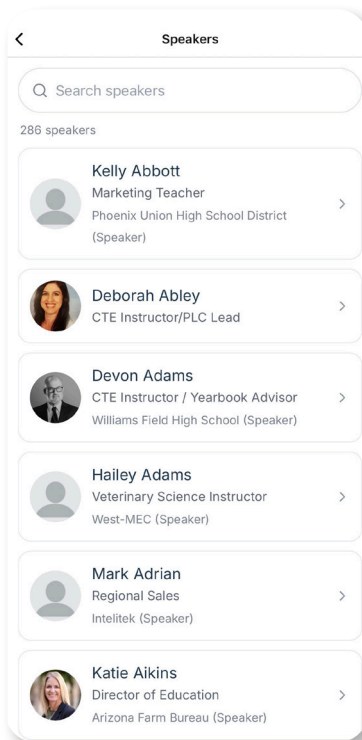 Speakers
Search speakers
286 speakers
Kelly Abbott
Marketing Teacher
Phoenix Union High School District
(Speaker)
Deborah Abley
CTE Instructor/PLC Lead
Devon Adams
CTE Instructor / Yearbook Advisor
Williams Field High School (Speaker)
Hailey Adams
Veterinary Science Instructor
West-MEC (Speaker)
Mark Adrian
Regional Sales
Intelitek (Speaker)
Katie Aikins
Director of Education
Arizona Farm Bureau (Speaker)